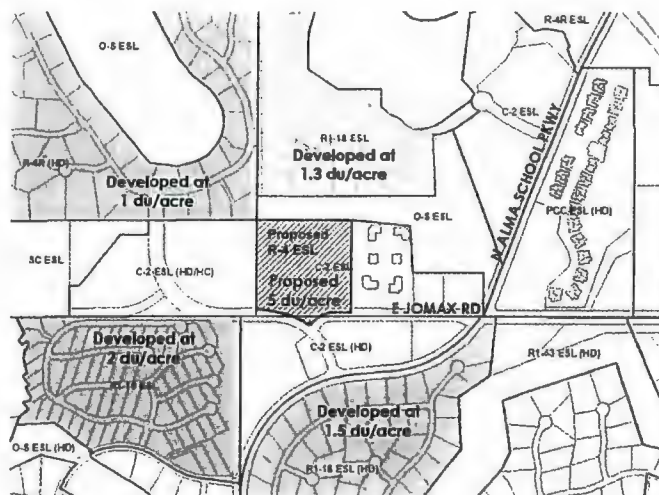 R-4R ESL
O-S ESL
C-2 ESL
R1-18 ESL
Developed at
1.3 du/acre
R-4R (HD)
Developed at
1 du/acre
N. ALMA SCHOOL PKWY
PCC ESL (HD)
O-S ESL
Proposed
R-4 ESL
SC ESL
C-2 ESL (HD/HC)
C-2 ESL
Proposed
5 du/acre
E-JOMAX-RD
Developed at
2 du/acre
C-2 ESL (HD)
R1-43 ESL (HD)
Developed at
1.5 du/acre
O-S ESL (HD)
R1-18 ESL (HD)